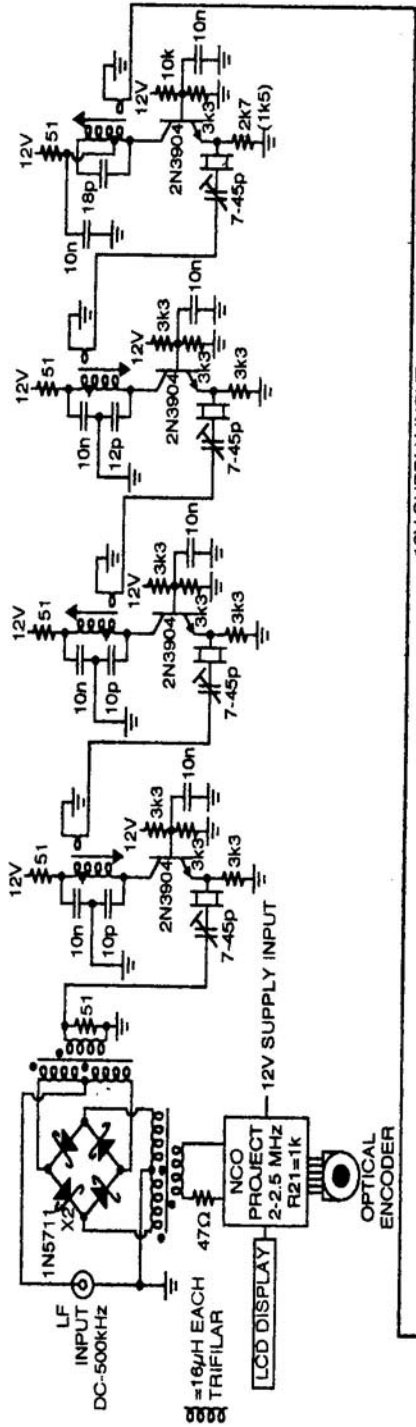 1N5711
X2
LF
INPUT
DC-500kHz
=16µH EACH
TRIFILAR
47Ω
51
NCO
PROJECT
2-2.5 MHz
R21=1k
LCD DISPLAY
OPTICAL
ENCODER
12V SUPPLY INPUT
12V
51
10n
10p
12V
3k3
10n
2N3904
3k3
7-45p
3k3
12V
51
10n
10p
12V
3k3
10n
2N3904
3k3
7-45p
3k3
12V
51
10n
12p
12V
3k3
10n
2N3904
3k3
7-45p
3k3
12V
51
10n
18p
12V
10k
10n
2N3904
3k3
7-45p
2k7
(1k5)